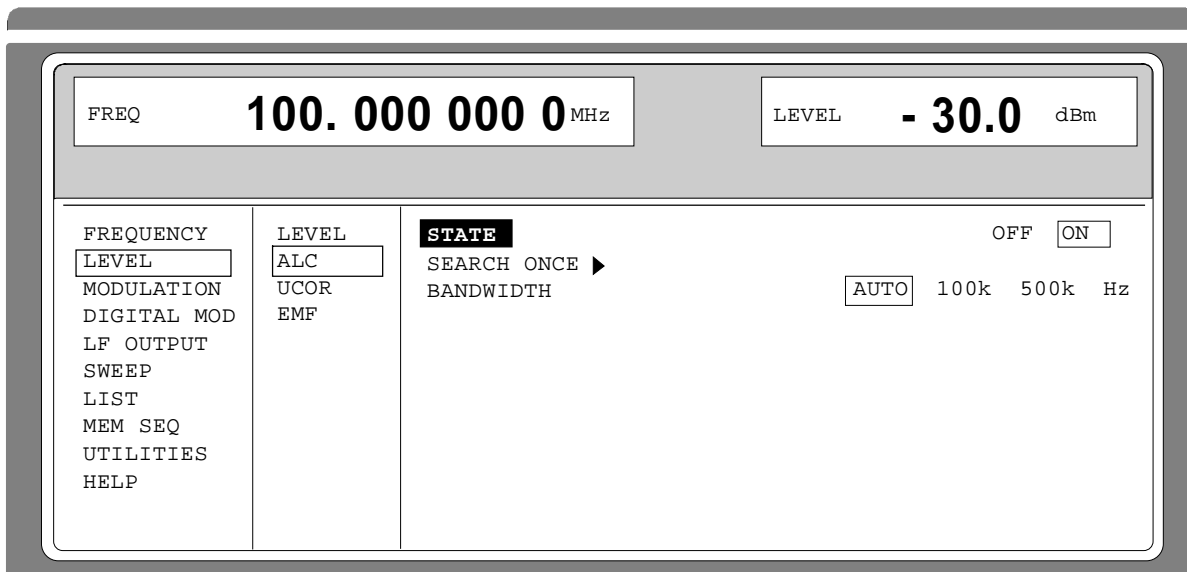 FREQ 100. 000 000 0 MHz LEVEL - 30.0 dBm
FREQUENCY LEVEL STATE OFF ON
LEVEL ALC SEARCH ONCE ▶
MODULATION UCOR BANDWIDTH AUTO 100k 500k Hz
DIGITAL MOD EMF
LF OUTPUT
SWEEP
LIST
MEM SEQ
UTILITIES
HELP